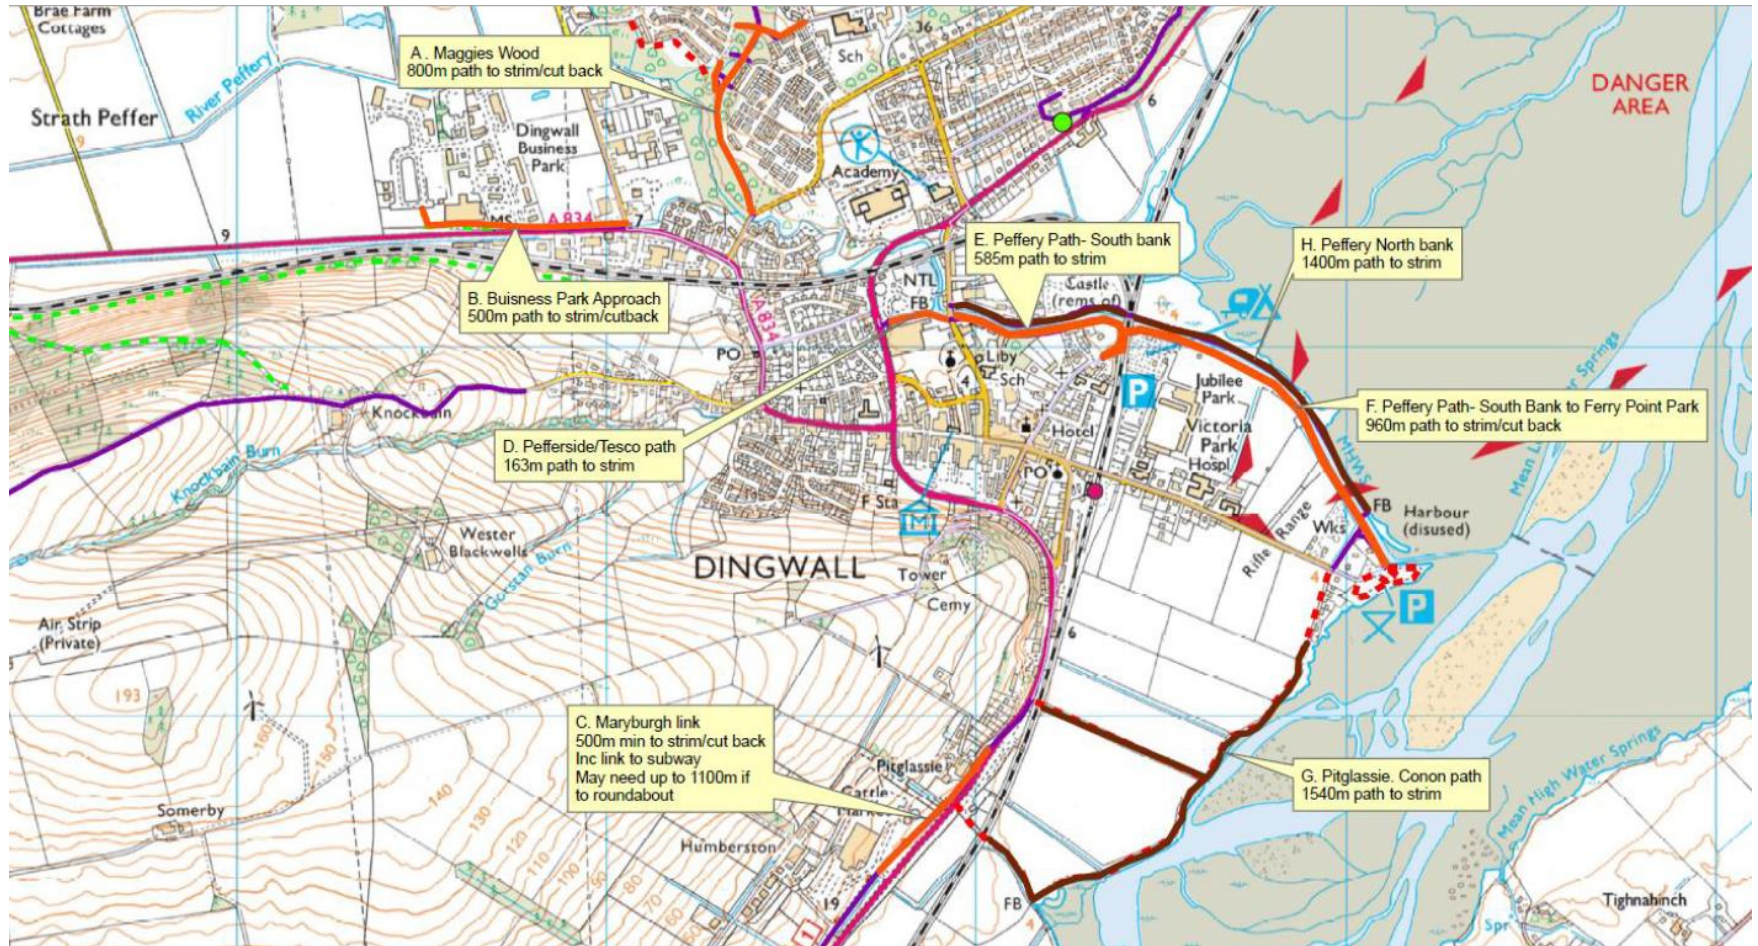 Brae Farm
Cottages
River Peffery
Strath Peffer
9
A . Maggies Wood
800m path to strim/cut back
36
Sch
6
DANGER
AREA
Dingwall
Business
Park
Academy
MS
A 834
7
9
E. Peffery Path- South bank
585m path to strim
H. Peffery North bank
1400m path to strim
NTL
FB
Castle
(rems of)
4
B. Buisness Park Approach
500m path to strim/cutback
A 834
PO
Liby
Sch
4
P
Jubilee
Park
Victoria
Park
Hospl
F. Peffery Path- South Bank to Ferry Point Park
960m path to strim/cut back
Knockbain
Hotel
MHWS
D. Pefferside/Tesco path
163m path to strim
Knockbain Burn
PO
F Sta
M
FB
Harbour
(disused)
Wks
Rifle Range
Wester
Blackwells
Gorstan Burn
DINGWALL
Tower
Cemy
4
P
Air Strip
(Private)
6
193
160
150
C. Maryburgh link
500m min to strim/cut back
Inc link to subway
May need up to 1100m if
to roundabout
Pitglassie
Cattle
G. Pitglassie. Conon path
1540m path to strim
Mean High Water Springs
140
130
120
110
100
90
80
70
60
50
Somerby
Humberston
19
1
FB
4
Tighnahinch
Spr